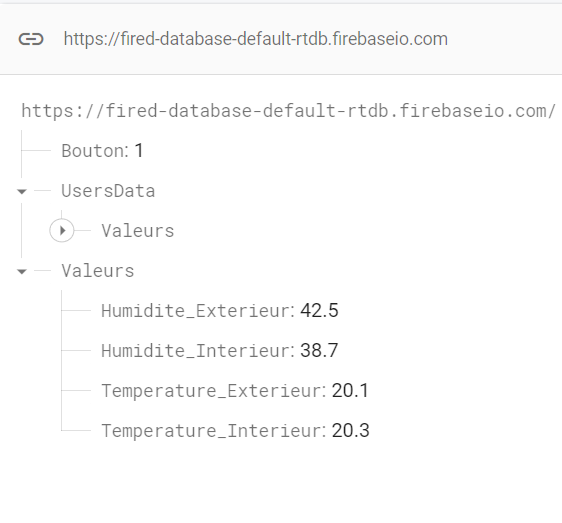 https://fired-database-default-rtdb.firebaseio.com
https://fired-database-default-rtdb.firebaseio.com/
Bouton: 1
UsersData
Valeurs
Valeurs
Humidite_Exterieur: 42.5
Humidite_Interieur: 38.7
Temperature_Exterieur: 20.1
Temperature_Interieur: 20.3